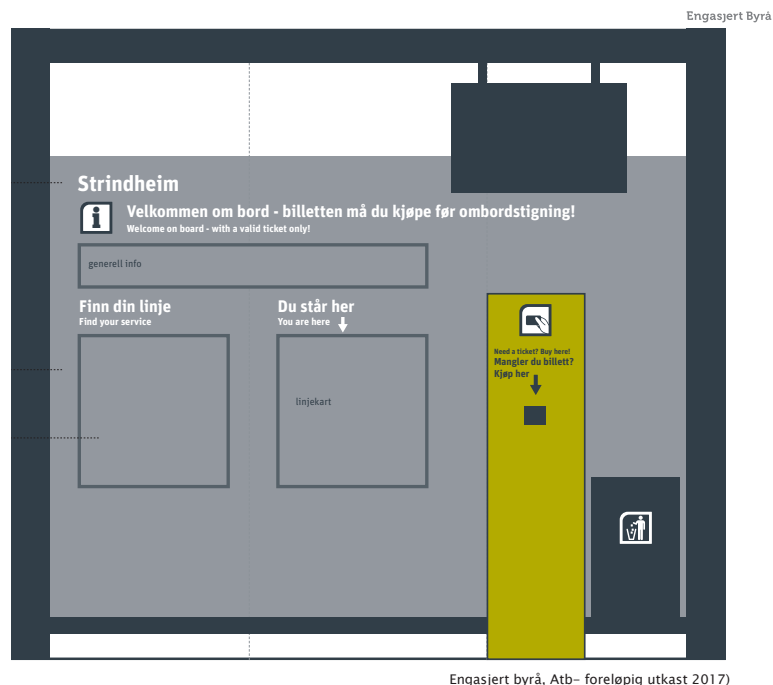 Engasjert Byrå
Strindheim
Velkommen om bord - billetten må du kjøpe før ombordstigning!
Welcome on board - with a valid ticket only!
generell info
Finn din linje
Find your service
Du står her
You are here
linjekart
Need a ticket? Buy here!
Mangler du billett?
Kjøp her
Engasjert byrå, Atb- foreløpig utkast 2017)